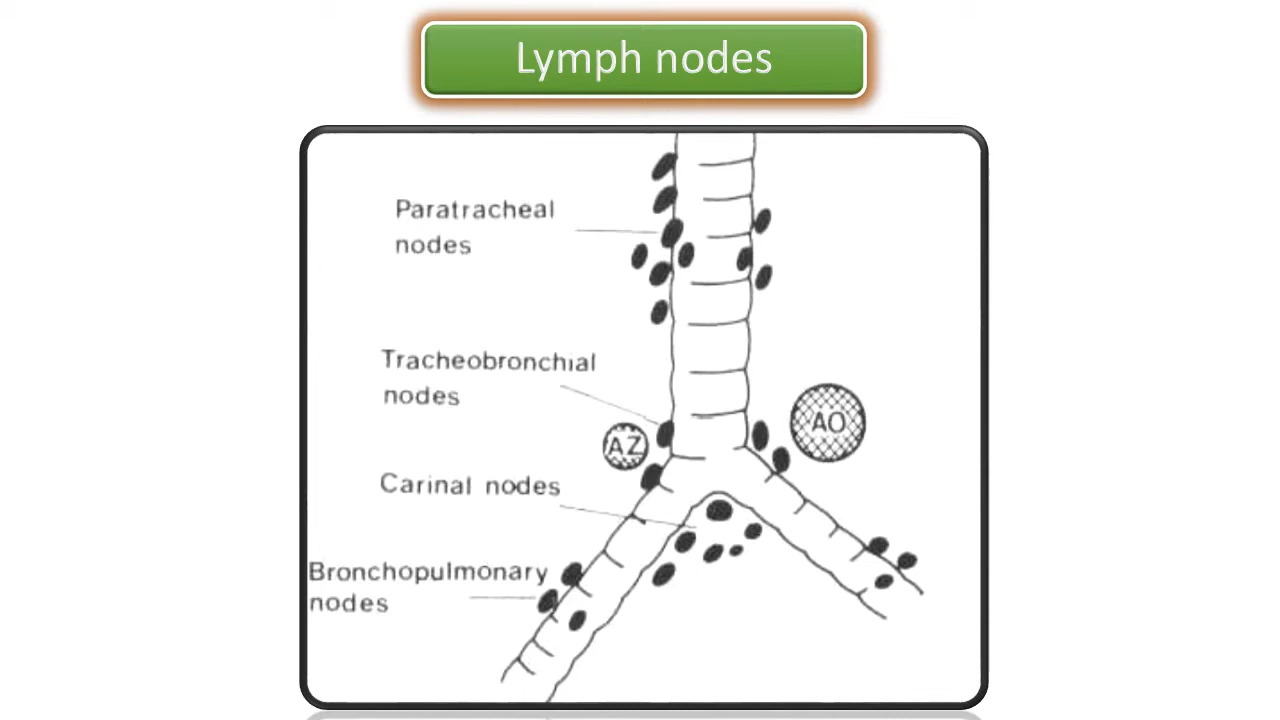 Lymph nodes
Paratracheal
nodes
Tracheobronchial
nodes
AO
AZ
Carinal nodes
Bronchopulmonary
nodes